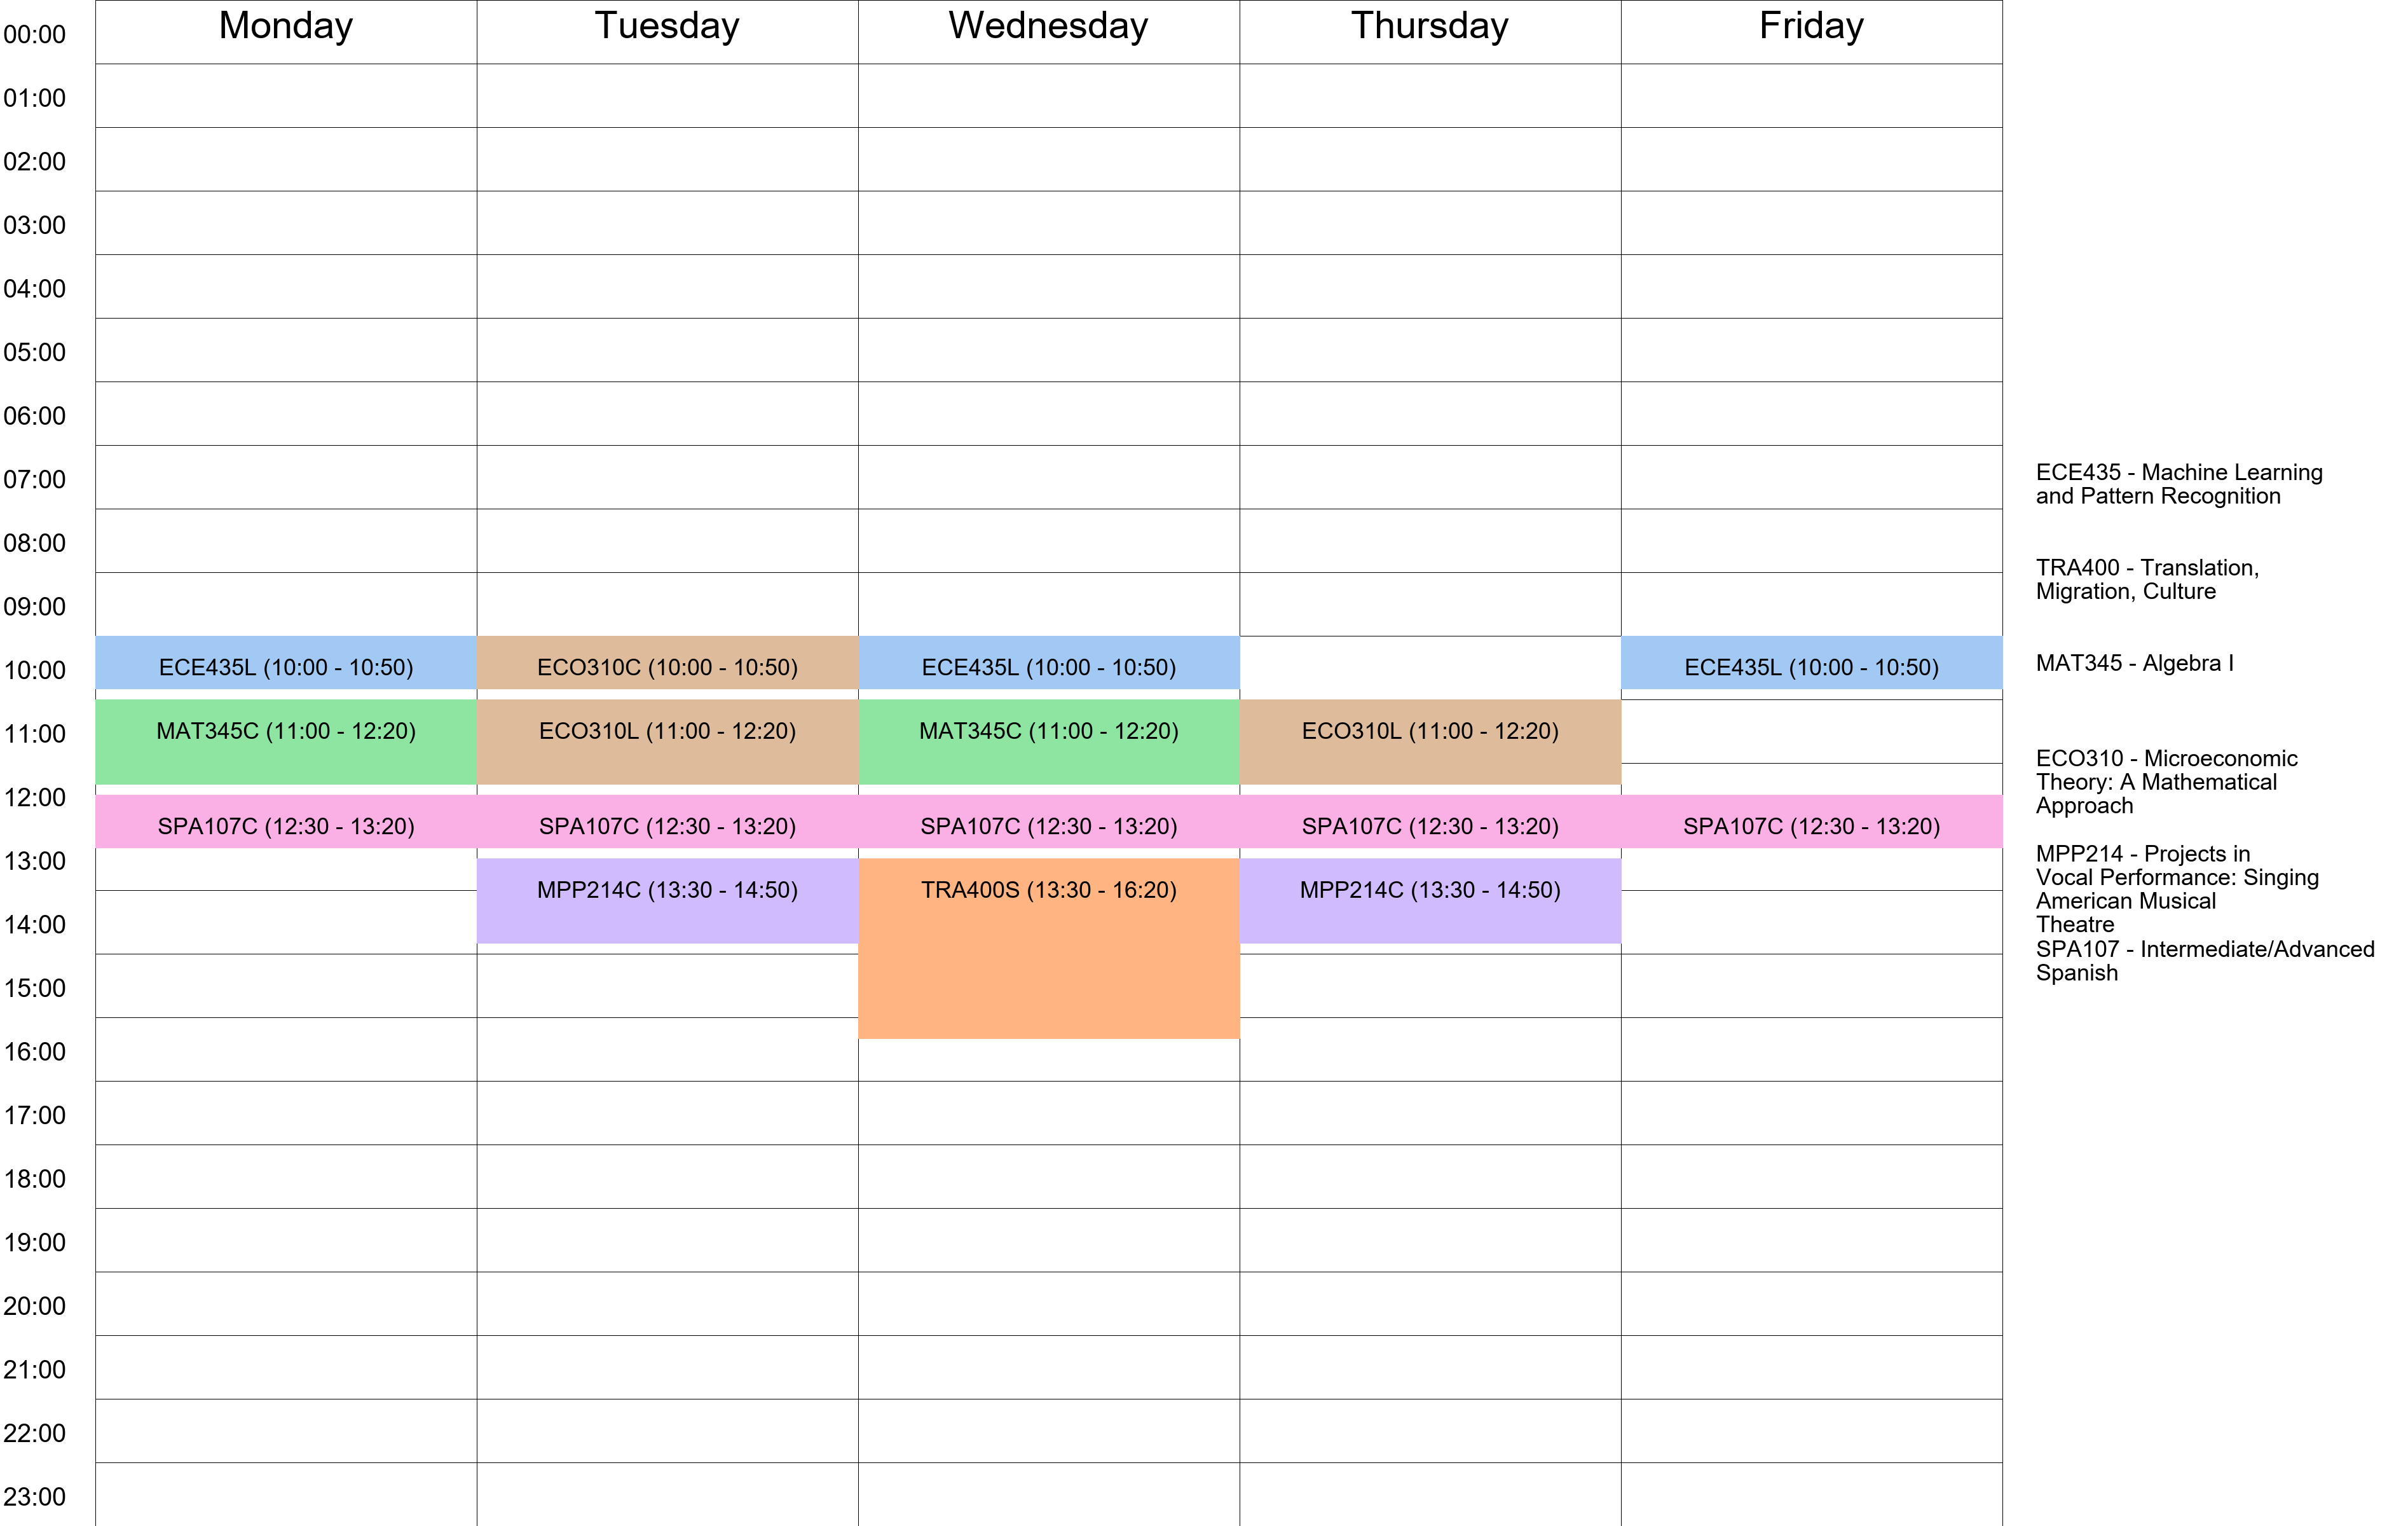 Monday Tuesday Wednesday Thursday Friday
00:00
01:00
02:00
03:00
04:00
05:00
06:00
07:00
08:00
09:00
10:00
11:00
12:00
13:00
14:00
15:00
16:00
17:00
18:00
19:00
20:00
21:00
22:00
23:00
ECE435L (10:00 - 10:50) ECO310C (10:00 - 10:50) ECE435L (10:00 - 10:50) ECE435L (10:00 - 10:50)
MAT345C (11:00 - 12:20) ECO310L (11:00 - 12:20) MAT345C (11:00 - 12:20) ECO310L (11:00 - 12:20)
SPA107C (12:30 - 13:20) SPA107C (12:30 - 13:20) SPA107C (12:30 - 13:20) SPA107C (12:30 - 13:20) SPA107C (12:30 - 13:20)
MPP214C (13:30 - 14:50) TRA400S (13:30 - 16:20) MPP214C (13:30 - 14:50)
ECE435 - Machine Learning
and Pattern Recognition
TRA400 - Translation,
Migration, Culture
MAT345 - Algebra I
ECO310 - Microeconomic
Theory: A Mathematical
Approach
MPP214 - Projects in
Vocal Performance: Singing
American Musical
Theatre
SPA107 - Intermediate/Advanced
Spanish